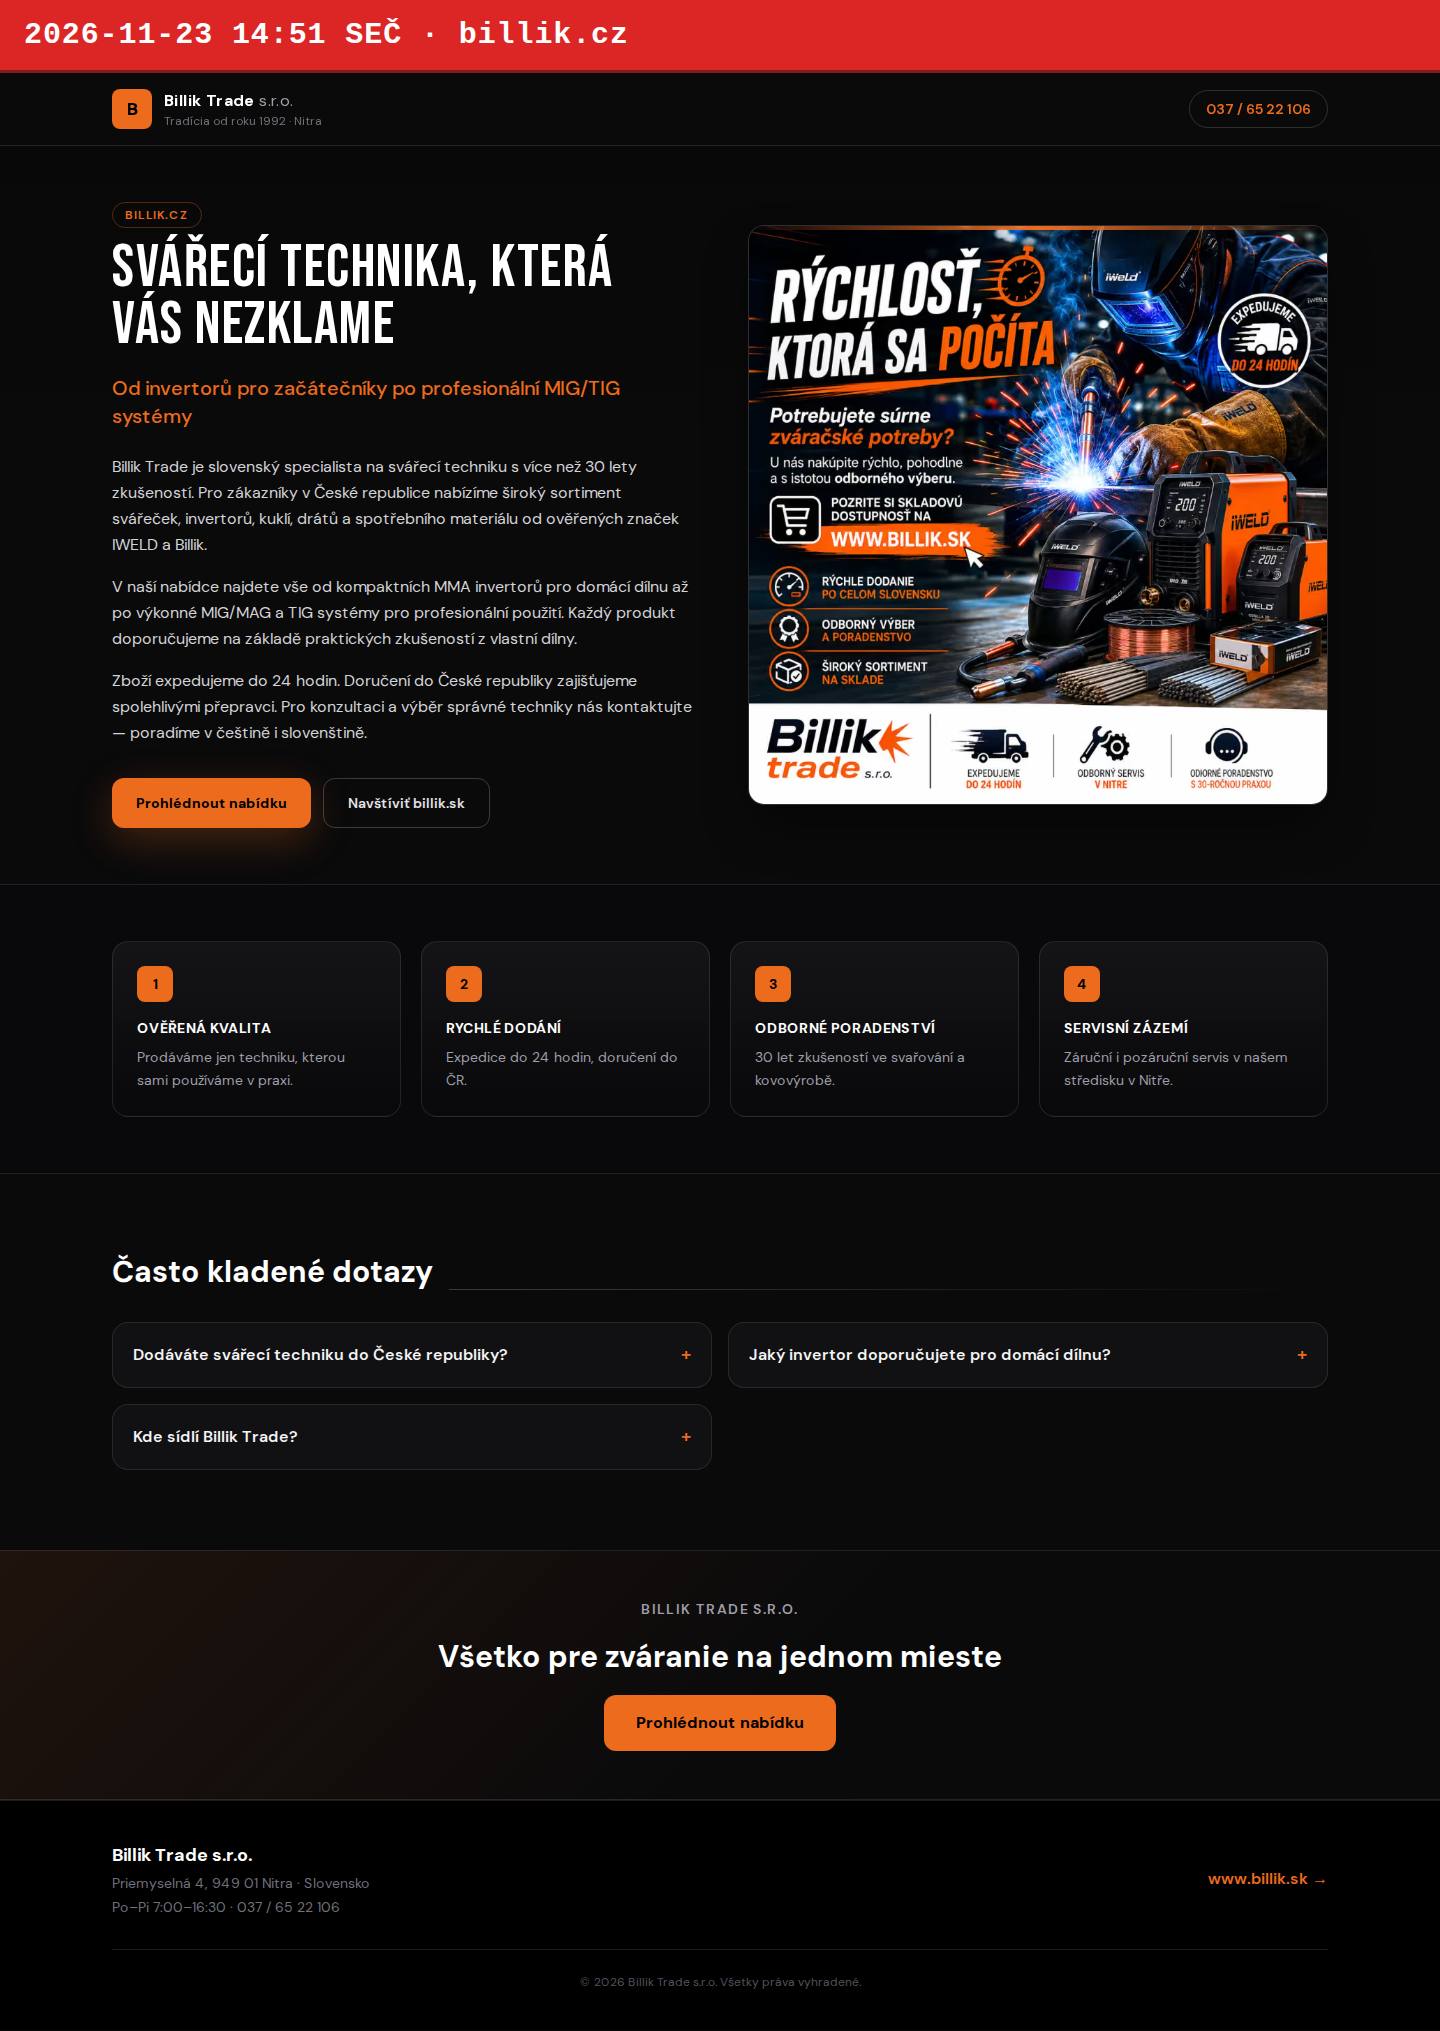 2026-11-23 14:51 SEČ · billik.cz
B
Billik Trade s.r.o.
Tradícia od roku 1992 · Nitra
037 / 65 22 106
BILLIK.CZ
SVÁŘECÍ TECHNIKA, KTERÁ
VÁS NEZKLAME
Od invertorů pro začátečníky po profesionální MIG/TIG
systémy
Billik Trade je slovenský specialista na svářecí techniku s více než 30 lety
zkušeností. Pro zákazníky v České republice nabízíme široký sortiment
svářeček, invertorů, kuklí, drátů a spotřebního materiálu od ověřených značek
IWELD a Billik.
V naší nabídce najdete vše od kompaktních MMA invertorů pro domácí dílnu až
po výkonné MIG/MAG a TIG systémy pro profesionální použití. Každý produkt
doporučujeme na základě praktických zkušeností z vlastní dílny.
Zboží expedujeme do 24 hodin. Doručení do České republiky zajišťujeme
spolehlivými přepravci. Pro konzultaci a výběr správné techniky nás kontaktujte
— poradíme v češtině i slovenštině.
Prohlédnout nabídku
Navštíviť billik.sk
RÝCHLOSŤ,
KTORÁ SA POČÍTA
iWELD
EXPEDUJEME
DO 24 HODÍN
Potrebujete súrne
zváračské potreby?
U nás nakúpite rýchlo, pohodlne
a s istotou odborného výberu.
POZRITE SI SKLADOVÚ
DOSTUPNOSŤ NA
WWW.BILLIK.SK
RÝCHLE DODANIE
PO CELOM SLOVENSKU
ODBORNÝ VÝBER
A PORADENSTVO
ŠIROKÝ SORTIMENT
NA SKLADE
iWELD
iWELD
200
iWELD
iWELD
200
iWELD
iWELD
iWELD
Billik
trade s.r.o.
EXPEDUJEME
DO 24 HODÍN
ODBORNÝ SERVIS
V NITRE
ODIORNÉ PORADENSTVO
S 30-ROČNOU PRAXOU
1
OVĚŘENÁ KVALITA
Prodáváme jen techniku, kterou
sami používáme v praxi.
2
RYCHLÉ DODÁNÍ
Expedice do 24 hodin, doručení do
ČR.
3
ODBORNÉ PORADENSTVÍ
30 let zkušeností ve svařování a
kovovýrobě.
4
SERVISNÍ ZÁZEMÍ
Záruční i pozáruční servis v našem
středisku v Nitře.
Často kladené dotazy
Dodáváte svářecí techniku do České republiky? +
Jaký invertor doporučujete pro domácí dílnu? +
Kde sídlí Billik Trade? +
BILLIK TRADE S.R.O.
Všetko pre zváranie na jednom mieste
Prohlédnout nabídku
Billik Trade s.r.o.
Priemyselná 4, 949 01 Nitra · Slovensko
Po–Pi 7:00–16:30 · 037 / 65 22 106
www.billik.sk →
© 2026 Billik Trade s.r.o. Všetky práva vyhradené.